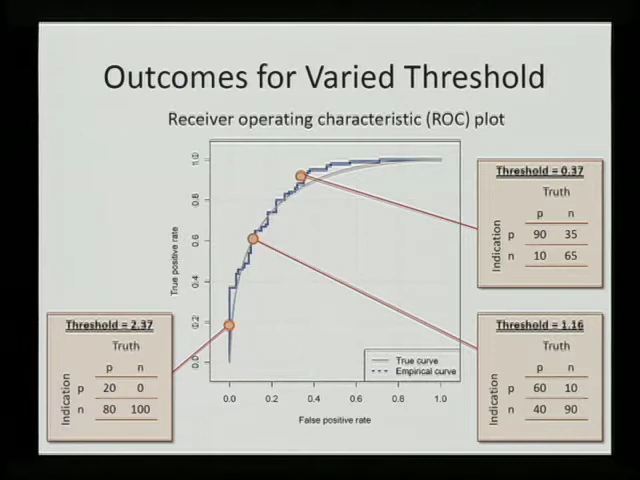 Outcomes for Varied Threshold
Receiver operating characteristic (ROC) plot
True positive rate
0.0 0.2 0.4 0.6 0.8 1.0
0.0 0.2 0.4 0.6 0.8 1.0
False positive rate
True curve
Empirical curve
Threshold = 0.37
Truth
Indication
p n
p 90 35
n 10 65
Threshold = 2.37
Truth
Indication
p n
p 20 0
n 80 100
Threshold = 1.16
Truth
Indication
p n
p 60 10
n 40 90